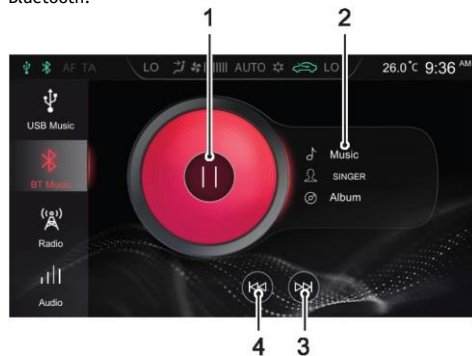 Bluetooth.
1
2
AF TA LO AUTO LO 26.0°C 9:36 AM
USB Music
BT Music
Radio
Audio
Music
SINGER
Album
4
3